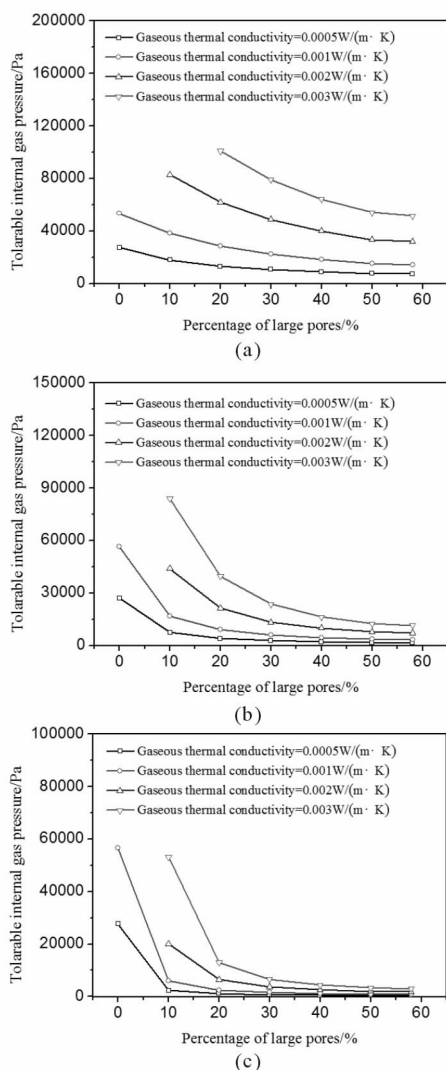 200000
160000
120000
80000
40000
0
Tolarable internal gas pressure/Pa
Gaseous thermal conductivity=0.0005W/(m· K)
Gaseous thermal conductivity=0.001W/(m· K)
Gaseous thermal conductivity=0.002W/(m· K)
Gaseous thermal conductivity=0.003W/(m· K)
0 10 20 30 40 50 60
Percentage of large pores/%
(a)
150000
120000
90000
60000
30000
0
Tolarable internal gas pressure/Pa
Gaseous thermal conductivity=0.0005W/(m· K)
Gaseous thermal conductivity=0.001W/(m· K)
Gaseous thermal conductivity=0.002W/(m· K)
Gaseous thermal conductivity=0.003W/(m· K)
0 10 20 30 40 50 60
Percentage of large pores/%
(b)
100000
80000
60000
40000
20000
0
Tolarable internal gas pressure/Pa
Gaseous thermal conductivity=0.0005W/(m· K)
Gaseous thermal conductivity=0.001W/(m· K)
Gaseous thermal conductivity=0.002W/(m· K)
Gaseous thermal conductivity=0.003W/(m· K)
0 10 20 30 40 50 60
Percentage of large pores/%
(c)